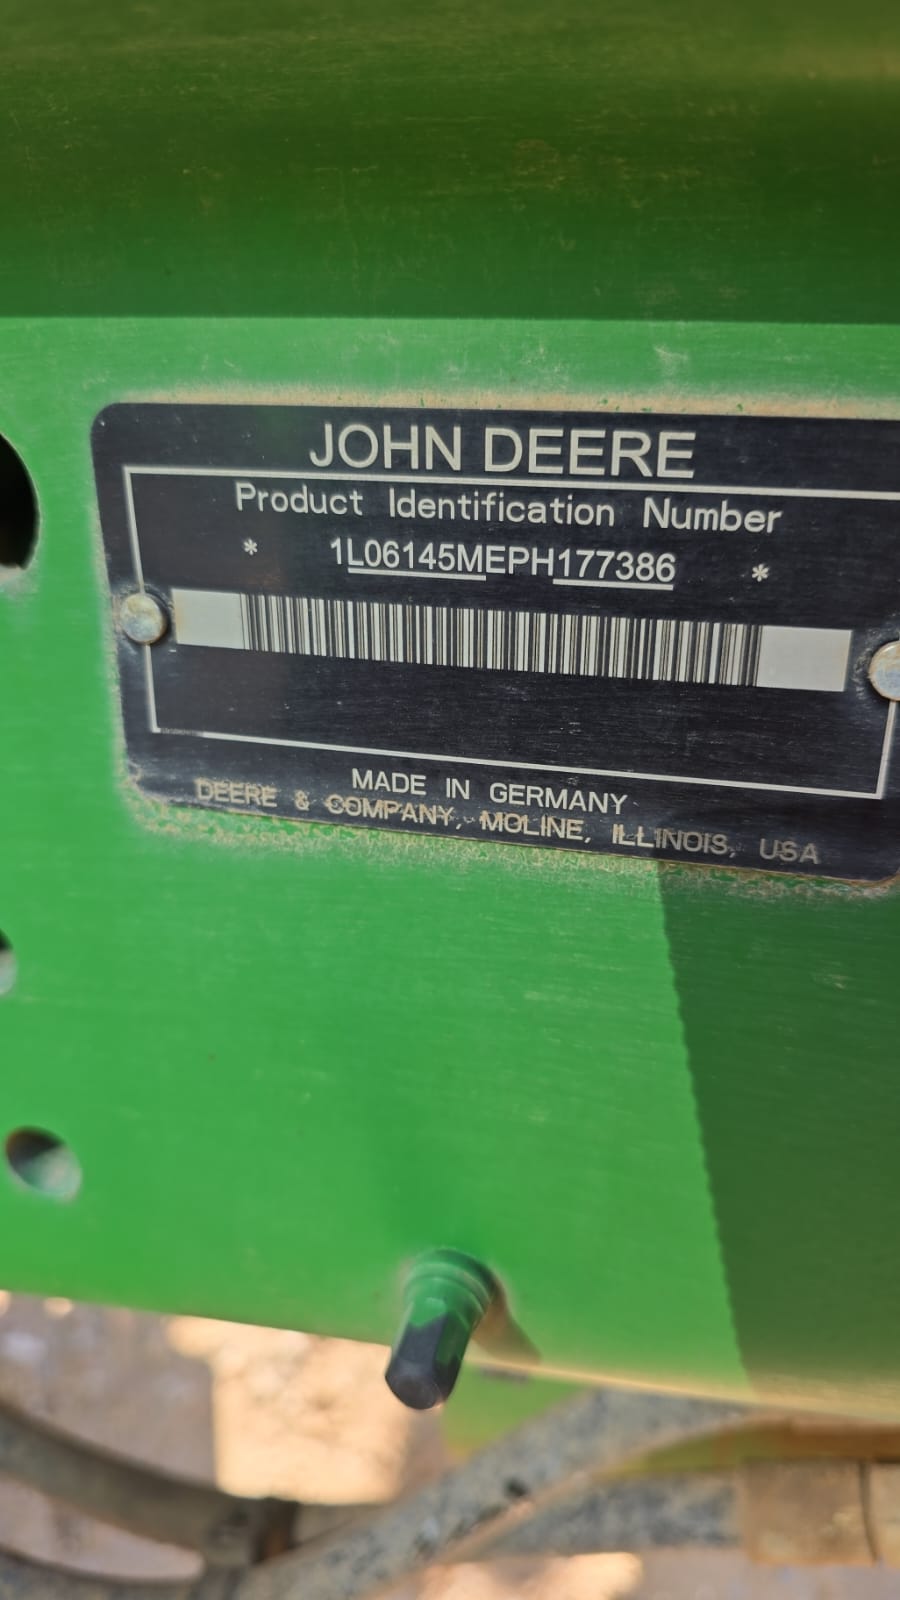 JOHN DEERE
Product Identification Number
* 1L06145MEPH177386 *
MADE IN GERMANY
DEERE & COMPANY, MOLINE, ILLINOIS, USA